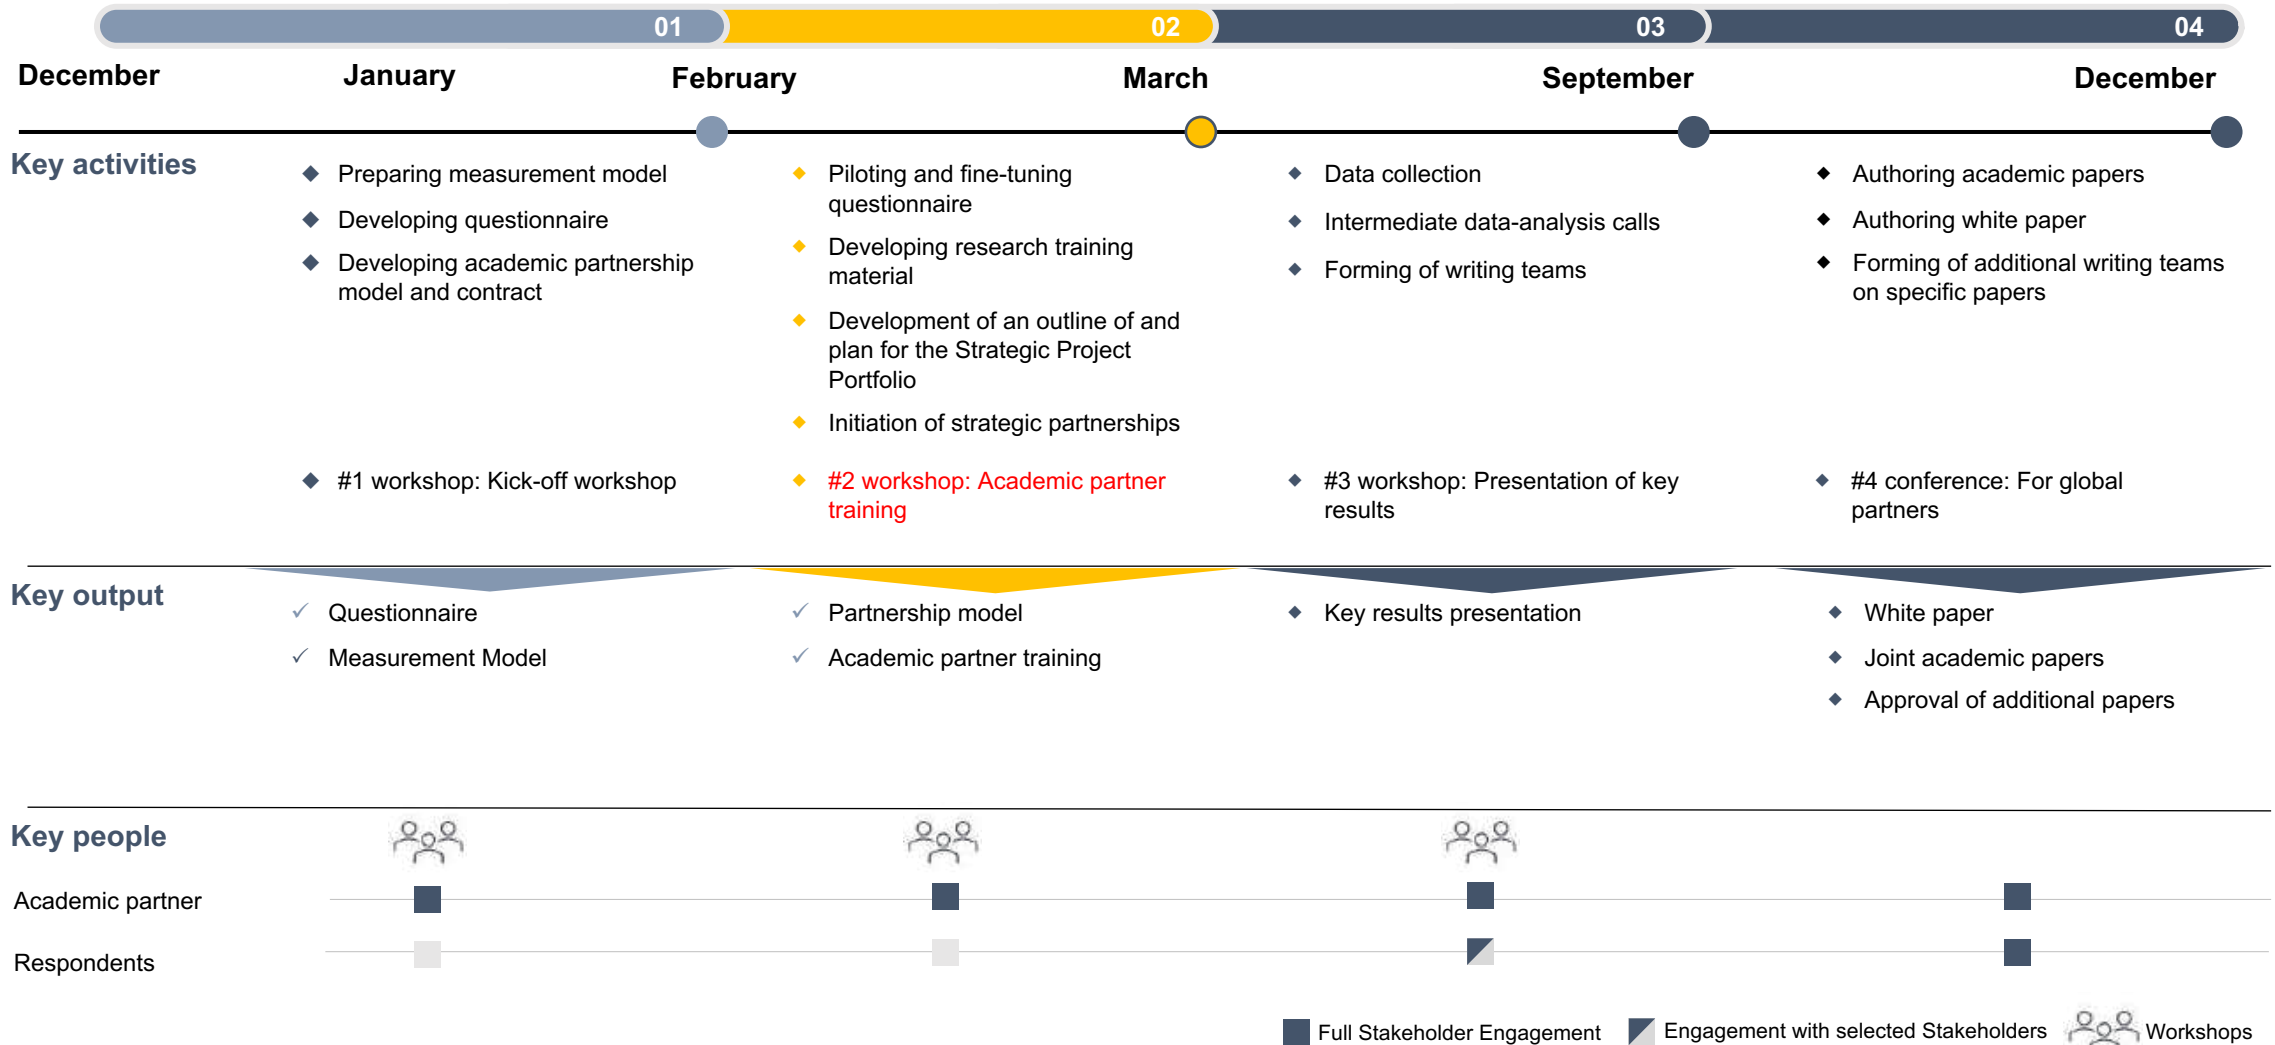 01
02
03
04
December
January
February
March
September
December
Key activities
Preparing measurement model
Developing questionnaire
Developing academic partnership
model and contract
#1 workshop: Kick-off workshop
Piloting and fine-tuning
questionnaire
Developing research training
material
Development of an outline of and
plan for the Strategic Project
Portfolio
Initiation of strategic partnerships
#2 workshop: Academic partner
training
Data collection
Intermediate data-analysis calls
Forming of writing teams
#3 workshop: Presentation of key
results
Authoring academic papers
Authoring white paper
Forming of additional writing teams
on specific papers
#4 conference: For global
partners
Key output
Questionnaire
Measurement Model
Partnership model
Academic partner training
Key results presentation
White paper
Joint academic papers
Approval of additional papers
Key people
Academic partner
Respondents
Full Stakeholder Engagement
Engagement with selected Stakeholders
Workshops